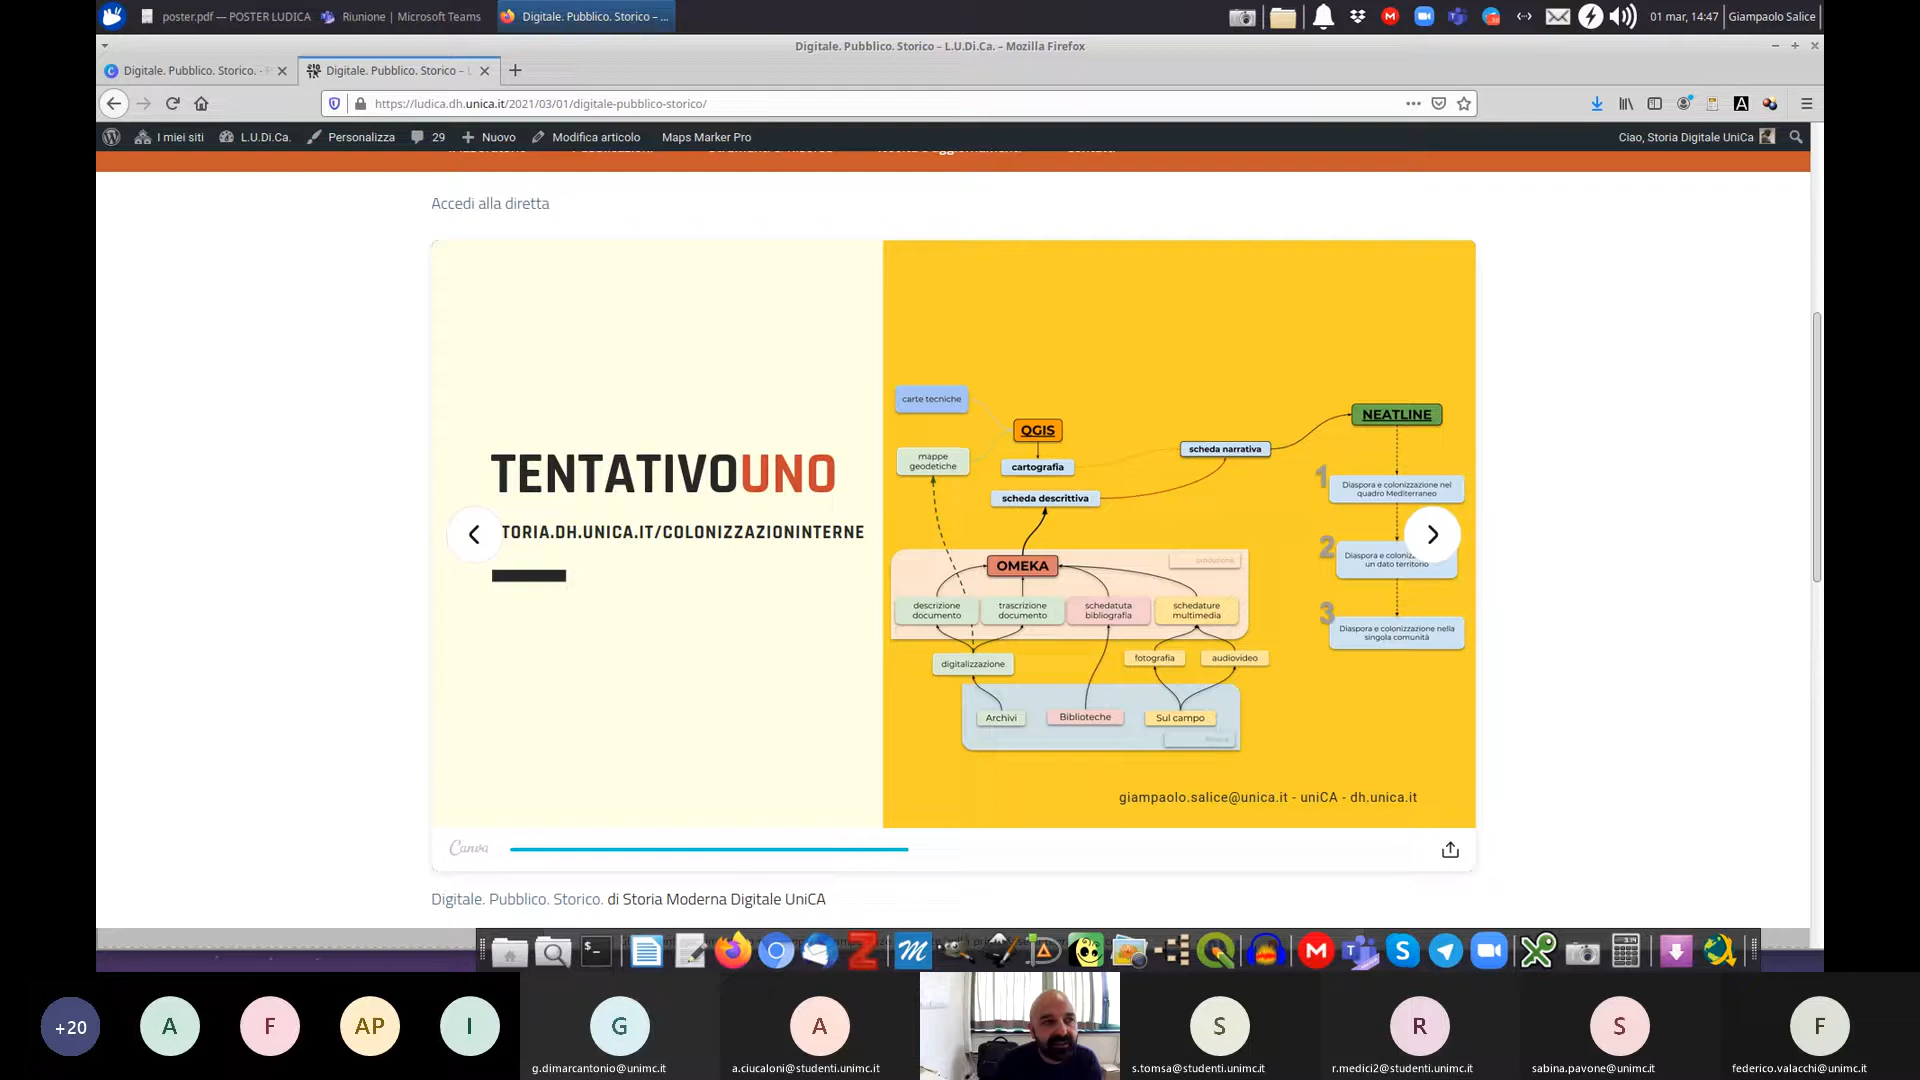 poster.pdf — POSTER LUDICA
Riunione | Microsoft Teams
Digitale. Pubblico. Storico – ...
01 mar, 14:47
Giampaolo Salice
Digitale. Pubblico. Storico – L.U.Di.Ca. – Mozilla Firefox
Digitale. Pubblico. Storico. -
Digitale. Pubblico. Storico –
https://ludica.dh.unica.it/2021/03/01/digitale-pubblico-storico/
I miei siti
L.U.Di.Ca.
Personalizza
29
Nuovo
Modifica articolo
Maps Marker Pro
Ciao, Storia Digitale UniCa
Accedi alla diretta
TENTATIVOUNO
TORIA.DH.UNICA.IT/COLONIZZAZIONINTERNE
carte tecniche
QGIS
NEATLINE
mappe
geodetiche
cartografia
scheda narrativa
scheda descrittiva
1
Diaspora e colonizzazione nel
quadro Mediterraneo
2
Diaspora e coloniz
un dato territorio
3
Diaspora e colonizzazione nella
singola comunità
OMEKA
produzione
descrizione
documento
trascrizione
documento
schedatuta
bibliografia
schedature
multimedia
digitalizzazione
fotografia
audiovideo
Archivi
Biblioteche
Sul campo
giampaolo.salice@unica.it - uniCA - dh.unica.it
Canva
Digitale. Pubblico. Storico. di Storia Moderna Digitale UniCA
+20
A
F
AP
I
G
g.dimarcantonio@unimc.it
A
a.ciucaloni@studenti.unimc.it
S
s.tomsa@studenti.unimc.it
R
r.medici2@studenti.unimc.it
S
sabina.pavone@unimc.it
F
federico.valacchi@unimc.it